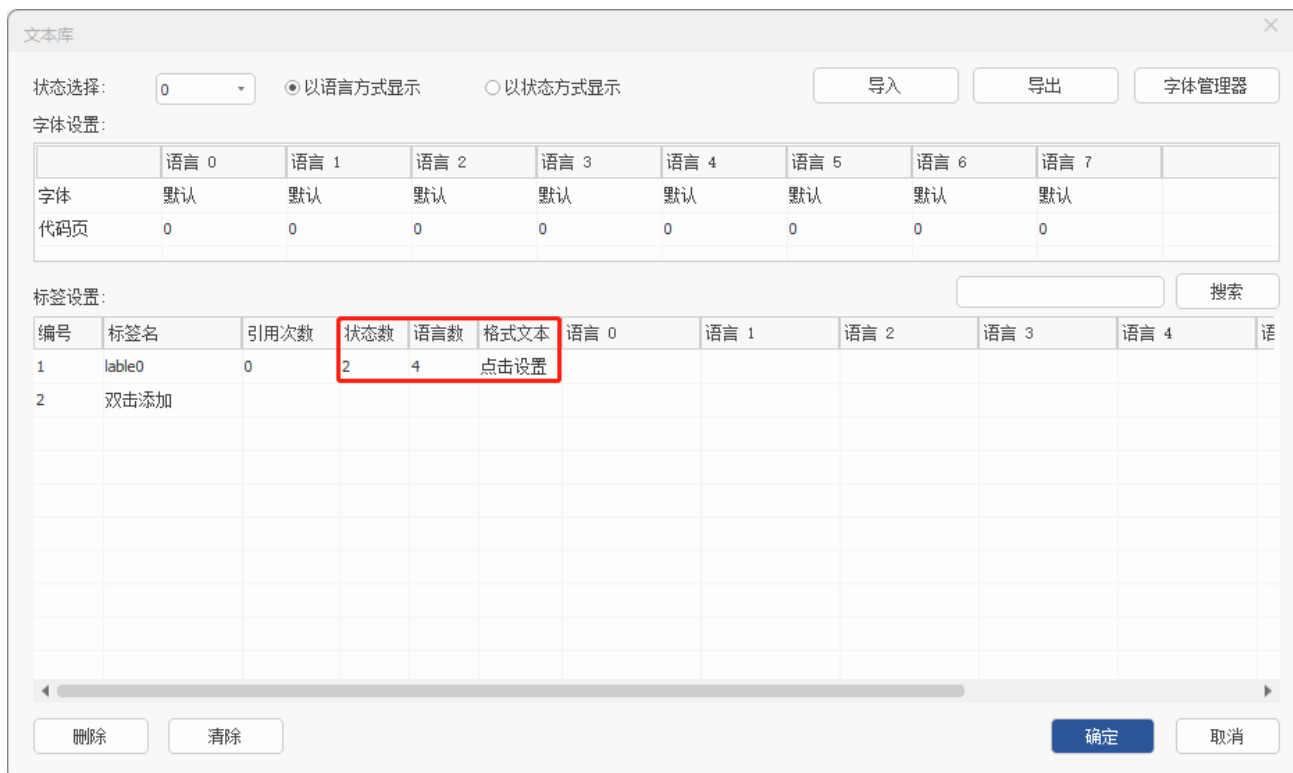 文本库
状态选择: 0 以语言方式显示 以状态方式显示 导入 导出 字体管理器
字体设置:
语言 0 语言 1 语言 2 语言 3 语言 4 语言 5 语言 6 语言 7
字体 默认 默认 默认 默认 默认 默认 默认 默认
代码页 0 0 0 0 0 0 0 0
标签设置: 搜索
编号 标签名 引用次数 状态数 语言数 格式文本 语言 0 语言 1 语言 2 语言 3 语言 4 语
1 lable0 0 2 4 点击设置
2 双击添加
删除 清除 确定 取消